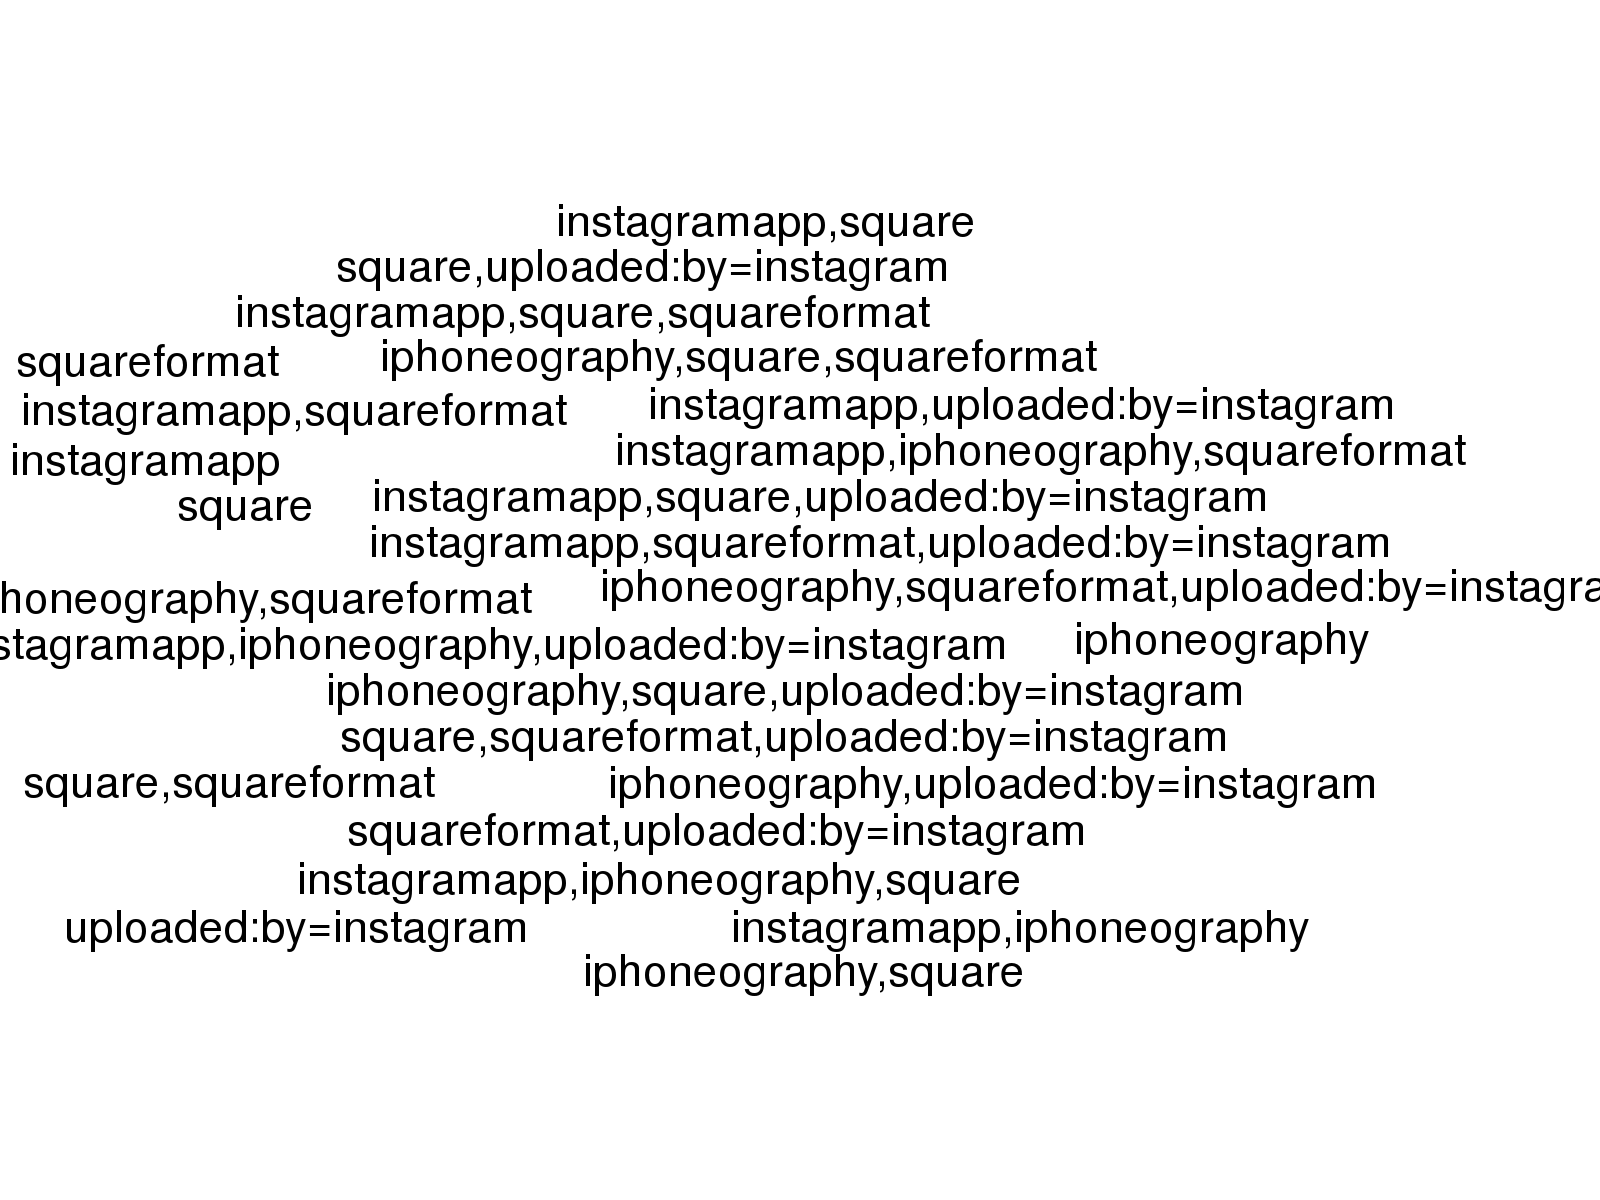 instagramapp,square
square,uploaded:by=instagram
instagramapp,square,squareformat
squareformat iphoneography,square,squareformat
instagramapp,squareformat instagramapp,uploaded:by=instagram
instagramapp instagramapp,iphoneography,squareformat
square instagramapp,square,uploaded:by=instagram
instagramapp,squareformat,uploaded:by=instagram
honeography,squareformat iphoneography,squareformat,uploaded:by=instagra
stagramapp,iphoneography,uploaded:by=instagram iphoneography
iphoneography,square,uploaded:by=instagram
square,squareformat,uploaded:by=instagram
square,squareformat iphoneography,uploaded:by=instagram
squareformat,uploaded:by=instagram
instagramapp,iphoneography,square
uploaded:by=instagram instagramapp,iphoneography
iphoneography,square